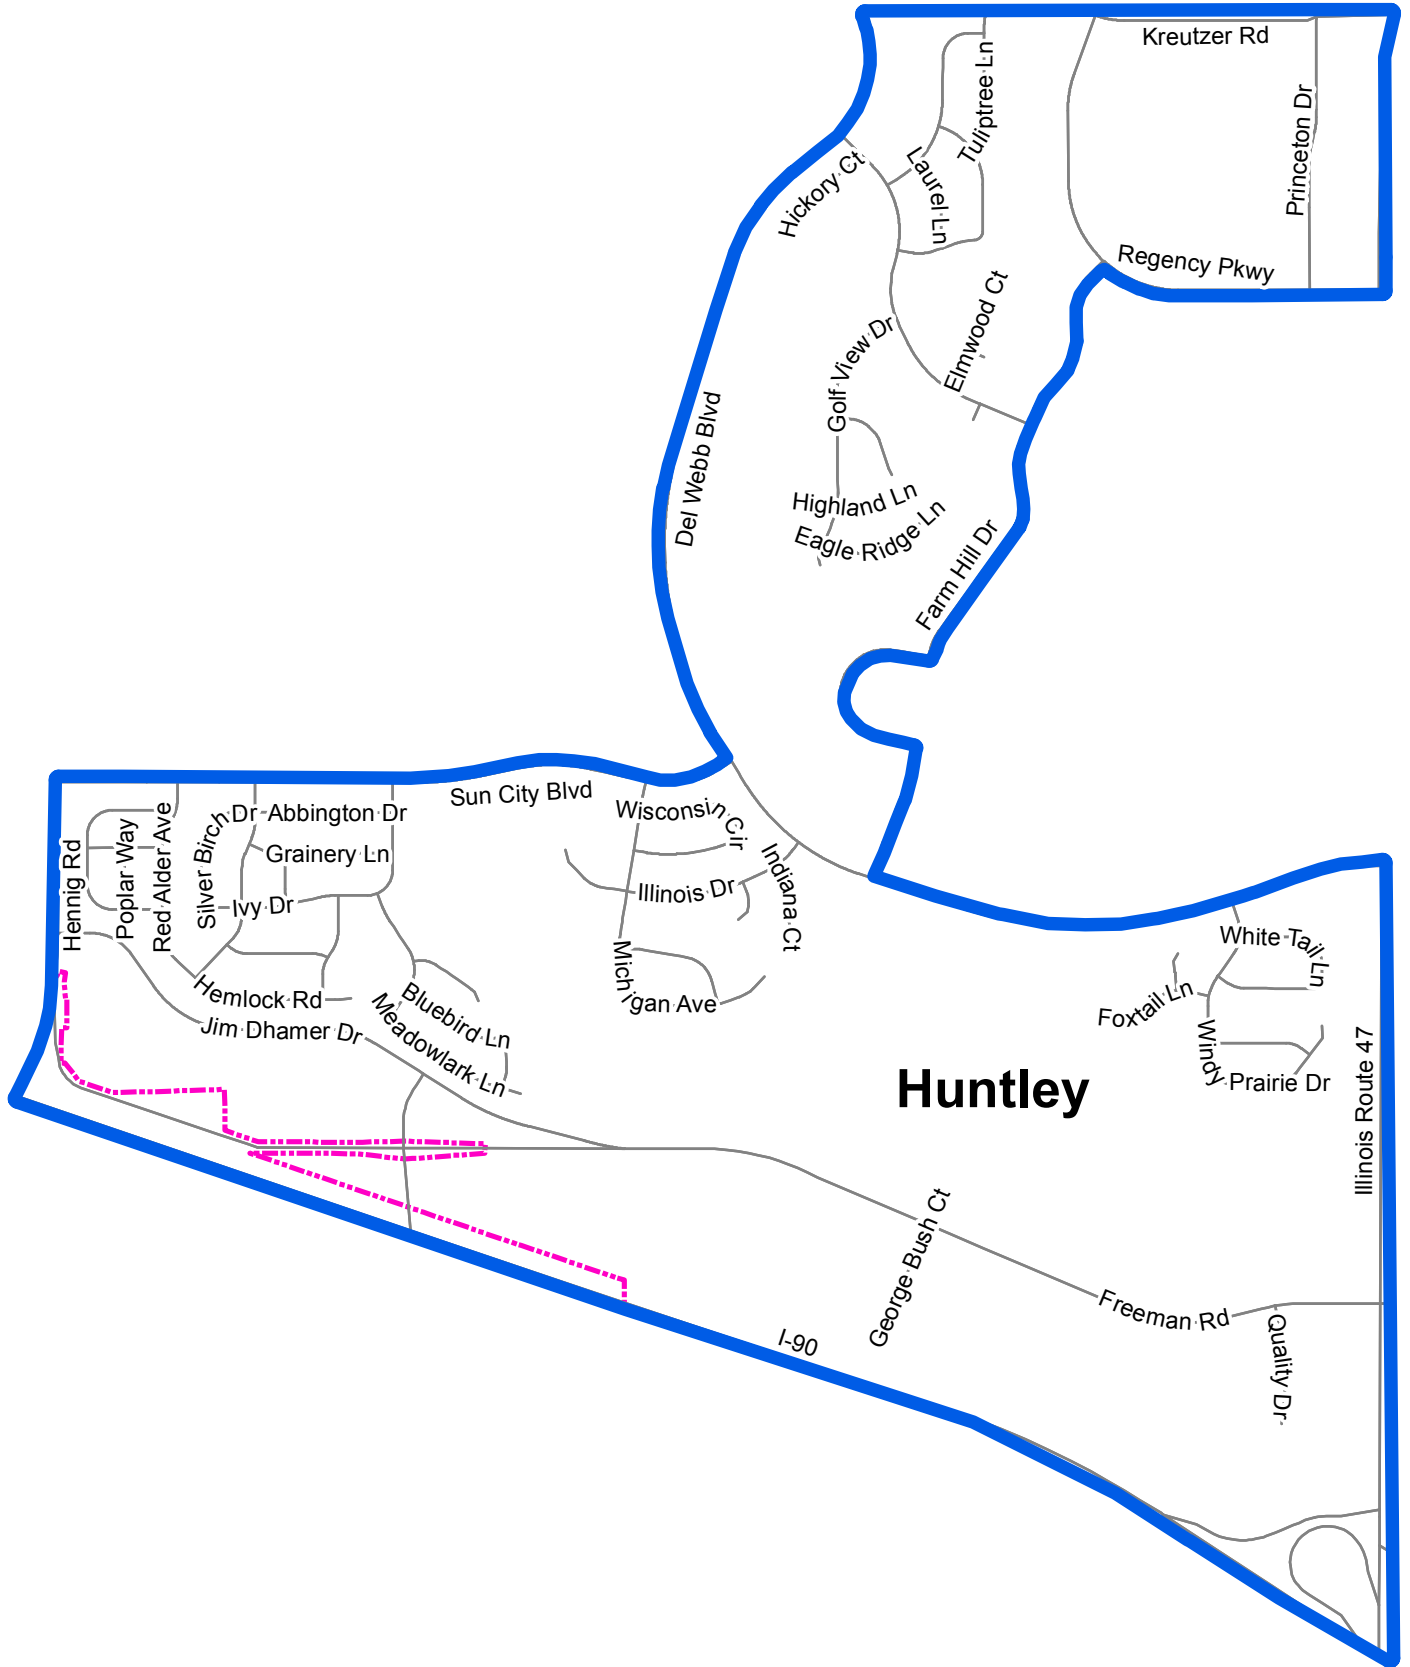 Kreutzer Rd
Tuliptree Ln
Princeton Dr
Laurel Ln
Hickory Ct
Regency Pkwy
Elmwood Ct
Golf View Dr
Del Webb Blvd
Highland Ln
Eagle Ridge Ln
Farm Hill Dr
Sun City Blvd
Wisconsin Cir
Abbington Dr
Silver Birch Dr
Red Alder Ave
Poplar Way
Hennig Rd
Grainery Ln
Indiana Ct
Illinois Dr
Ivy Dr
White Tail Ln
Michigan Ave
Hemlock Rd
Bluebird Ln
Foxtail Ln
Jim Dhamer Dr
Meadowlark Ln
Windy Prairie Dr
Huntley
Illinois Route 47
George Bush Ct
Freeman Rd
I-90
Quality Dr